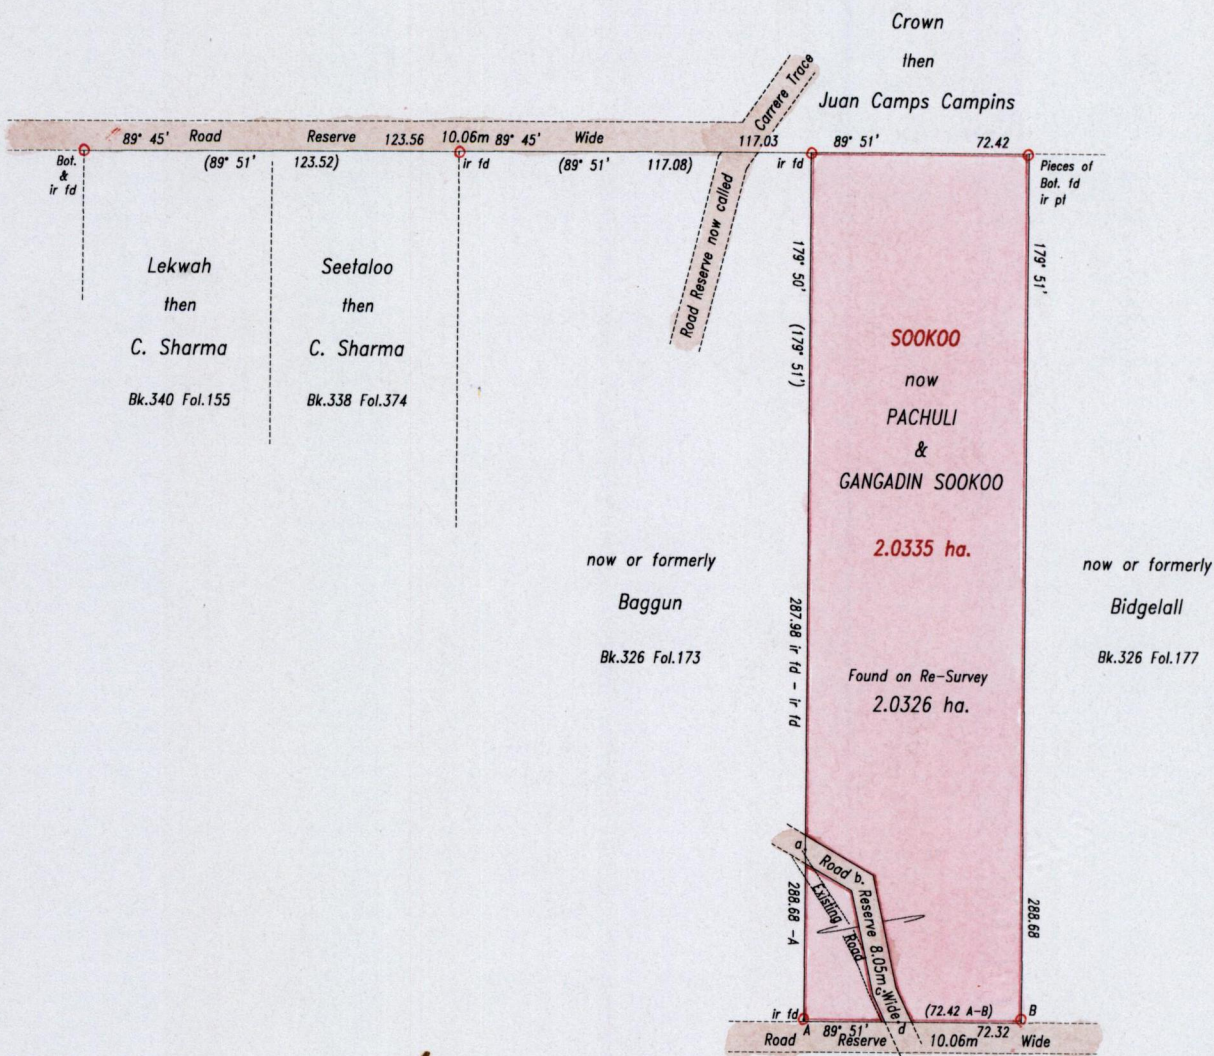 Crown
then
Juan Camps Campins
Carrere Trace
89° 45' Road Reserve 123.56 10.06m 89° 45' Wide 117.03 89° 51' 72.42
Bot.
&
ir fd
(89° 51' 123.52)
ir fd
(89° 51' 117.08)
ir fd
Pieces of
Bot. fd
ir pt
Road Reserve now called
Lekwah
then
C. Sharma
Bk.340 Fol.155
Seetaloo
then
C. Sharma
Bk.338 Fol.374
179° 50' (179° 51')
179° 51'
SOOKOO
now
PACHULI
&
GANGADIN SOOKOO
2.0335 ha.
now or formerly
Baggun
Bk.326 Fol.173
287.98 ir fd - ir fd
Found on Re-Survey
2.0326 ha.
now or formerly
Bidgelall
Bk.326 Fol.177
a.
Road b. Reserve 8.05m. Wide.
Existing Road
c.
d
288.68 -A
288.68
ir fd
A
89° 51'
(72.42 A-B)
72.32
B
Road Reserve 10.06m Wide